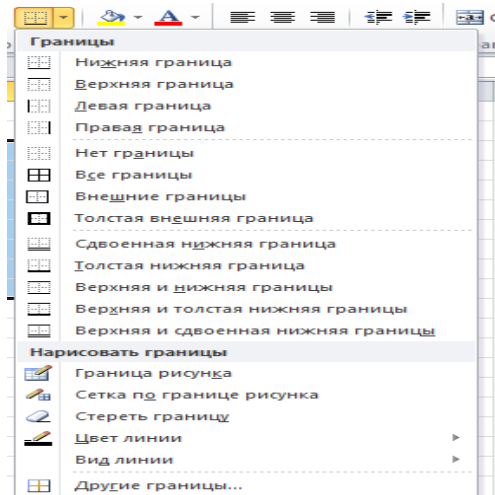 Границы
Нижняя граница
Верхняя граница
Левая граница
Правая граница
Нет границы
Все границы
Внешние границы
Толстая внешняя граница
Сдвоенная нижняя граница
Толстая нижняя граница
Верхняя и нижняя границы
Верхняя и толстая нижняя границы
Верхняя и сдвоенная нижняя границы
Нарисовать границы
Граница рисунка
Сетка по границе рисунка
Стереть границу
Цвет линии
Вид линии
Другие границы...